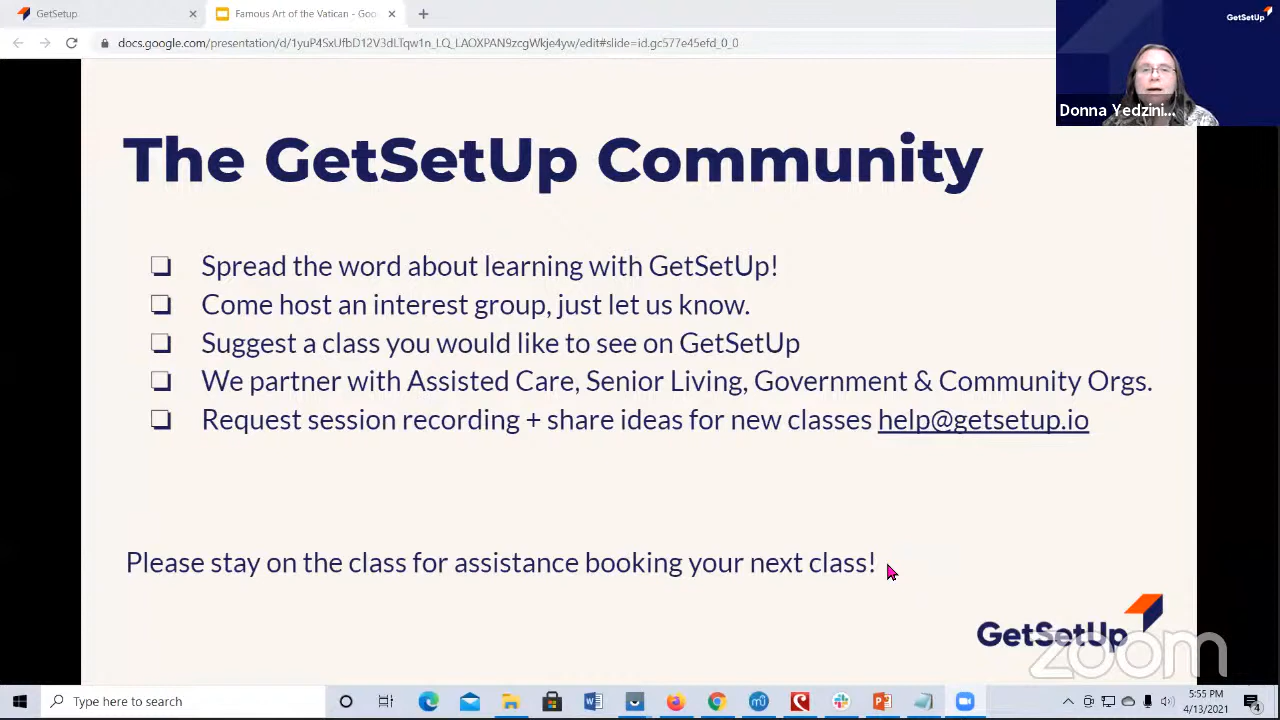 GetSetup
Famous Art of the Vatican - Goo
docs.google.com/presentation/d/1yuP4SxUfbD12V3dLTqw1n_LQ_LAOXPAN9zcgWkje4yw/edit#slide=id.gc577e45efd_0_0
GetSetUp
Donna Yedzini...
The GetSetUp Community
Spread the word about learning with GetSetUp!
Come host an interest group, just let us know.
Suggest a class you would like to see on GetSetUp
We partner with Assisted Care, Senior Living, Government & Community Orgs.
Request session recording + share ideas for new classes help@getsetup.io
Please stay on the class for assistance booking your next class!
GetSetUp
zoom
Type here to search
5:55 PM
4/13/2021
4